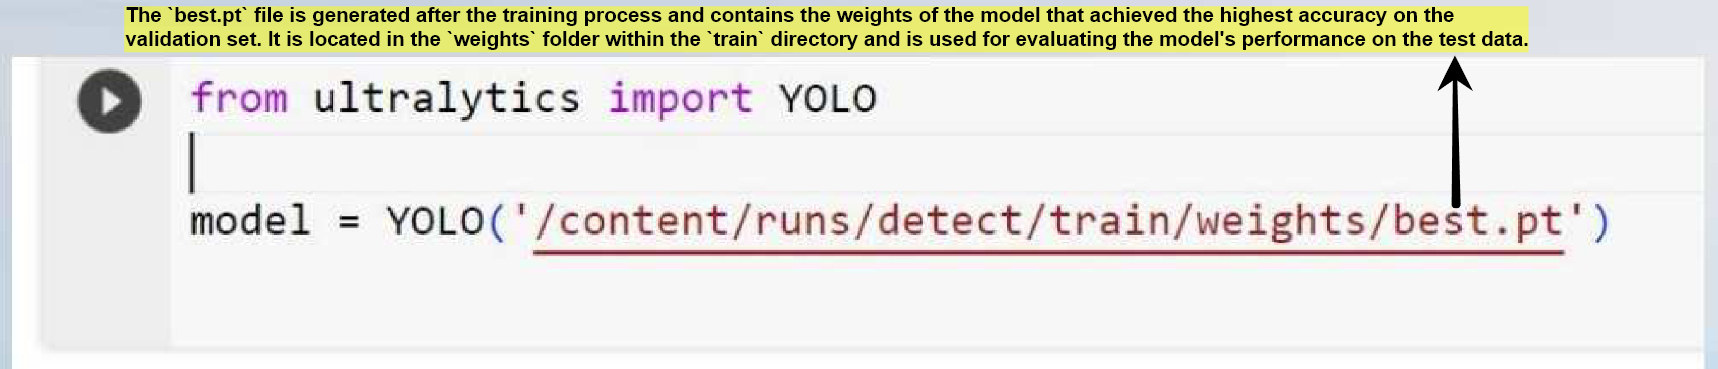 The `best.pt` file is generated after the training process and contains the weights of the model that achieved the highest accuracy on the
validation set. It is located in the `weights` folder within the `train` directory and is used for evaluating the model's performance on the test data.
from ultralytics import YOLO
model = YOLO('/content/runs/detect/train/weights/best.pt')